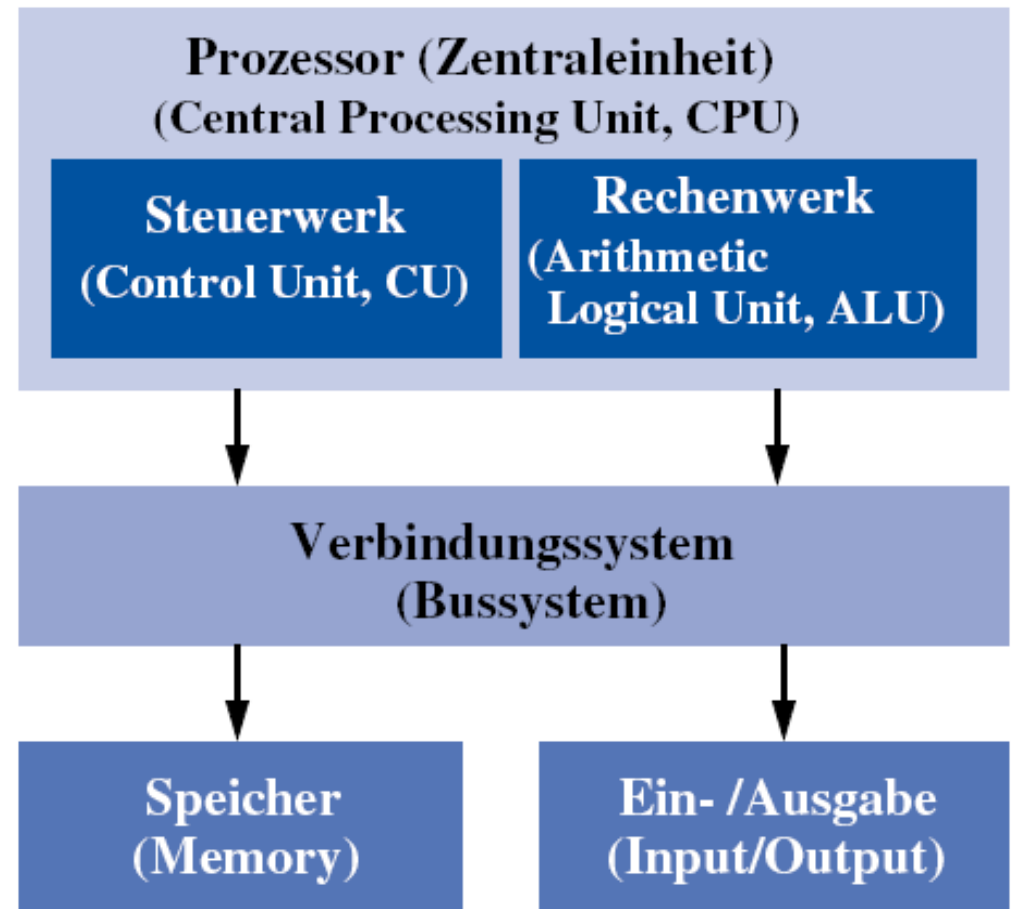 Prozessor (Zentraleinheit)
(Central Processing Unit, CPU)
Steuerwerk
(Control Unit, CU)
Rechenwerk
(Arithmetic
Logical Unit, ALU)
Verbindungssystem
(Bussystem)
Speicher
(Memory)
Ein- /Ausgabe
(Input/Output)